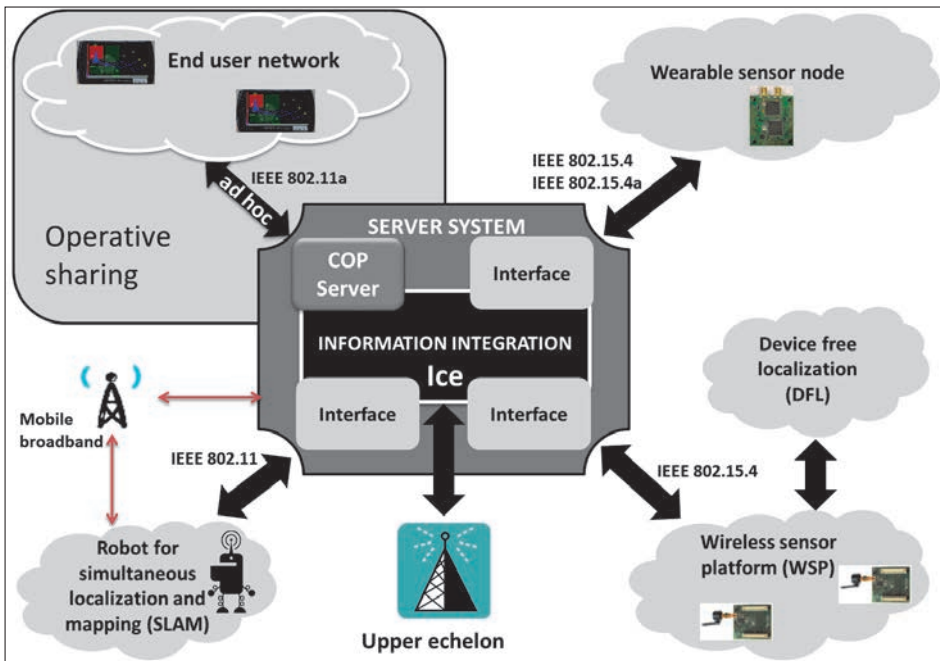 End user network
Wearable sensor node
IEEE 802.11a
ad hoc
IEEE 802.15.4
IEEE 802.15.4a
Operative
sharing
SERVER SYSTEM
COP
Server
Interface
INFORMATION INTEGRATION
Ice
Interface
Interface
Device free
localization
(DFL)
Mobile
broadband
IEEE 802.11
IEEE 802.15.4
Robot for
simultaneous
localization and
mapping (SLAM)
Upper echelon
Wireless sensor
platform (WSP)